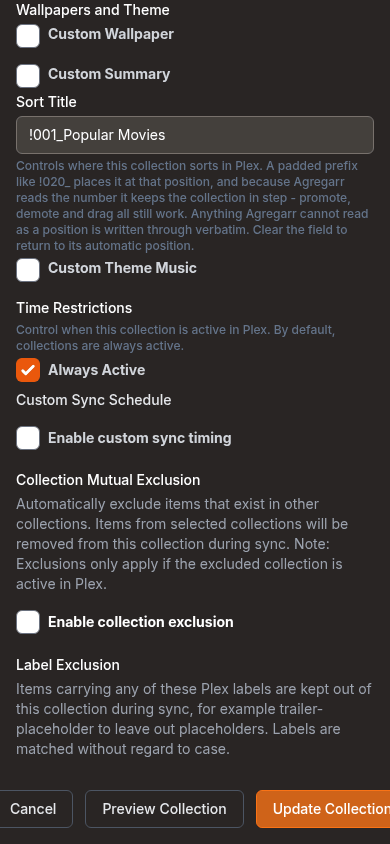 Wallpapers and Theme
Custom Wallpaper
Custom Summary
Sort Title
!001_Popular Movies
Controls where this collection sorts in Plex. A padded prefix
like !020_ places it at that position, and because Agregarr
reads the number it keeps the collection in step - promote,
demote and drag all still work. Anything Agregarr cannot read
as a position is written through verbatim. Clear the field to
return to its automatic position.
Custom Theme Music
Time Restrictions
Control when this collection is active in Plex. By default,
collections are always active.
Always Active
Custom Sync Schedule
Enable custom sync timing
Collection Mutual Exclusion
Automatically exclude items that exist in other
collections. Items from selected collections will be
removed from this collection during sync. Note:
Exclusions only apply if the excluded collection is
active in Plex.
Enable collection exclusion
Label Exclusion
Items carrying any of these Plex labels are kept out of
this collection during sync, for example trailer-
placeholder to leave out placeholders. Labels are
matched without regard to case.
Cancel Preview Collection Update Collection